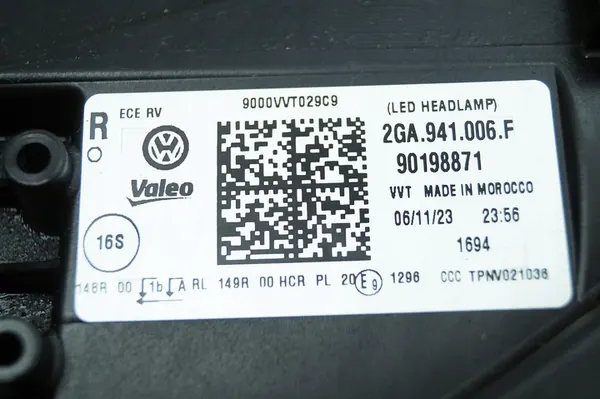 9000VVT029C9
ECE RV
(LED HEADLAMP)
R
2GA.941.006.F
90198871
Valeo
VVT MADE IN MOROCCO
06/11/23 23:56
16S
1694
148R 00 1b A RL 149R 00 HCR PL 20 E9 1296 CCC TPNV021036